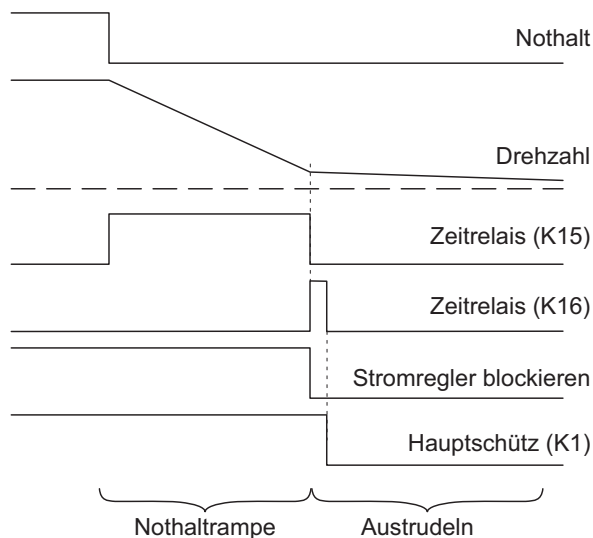 Nothalt
Drehzahl
Zeitrelais (K15)
Zeitrelais (K16)
Stromregler blockieren
Hauptschütz (K1)
Nothaltrampe Austrudeln